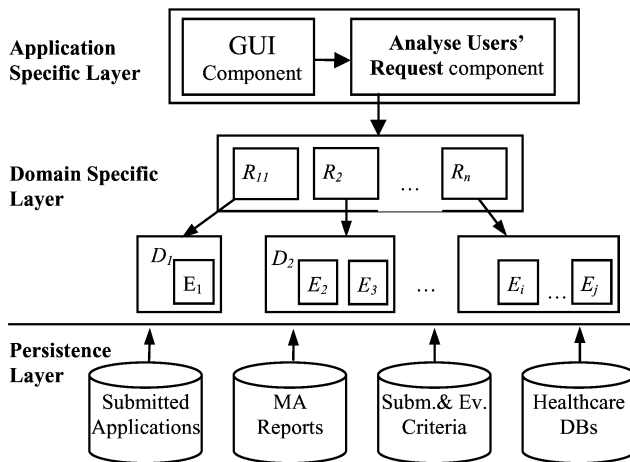 Application
Specific Layer
GUI
Component
Analyse Users'
Request component
Domain Specific
Layer
R11
R2
...
Rn
D1
E1
D2
E2
E3
...
Ei
...
Ej
Persistence
Layer
Submitted
Applications
MA
Reports
Subm.& Ev.
Criteria
Healthcare
DBs